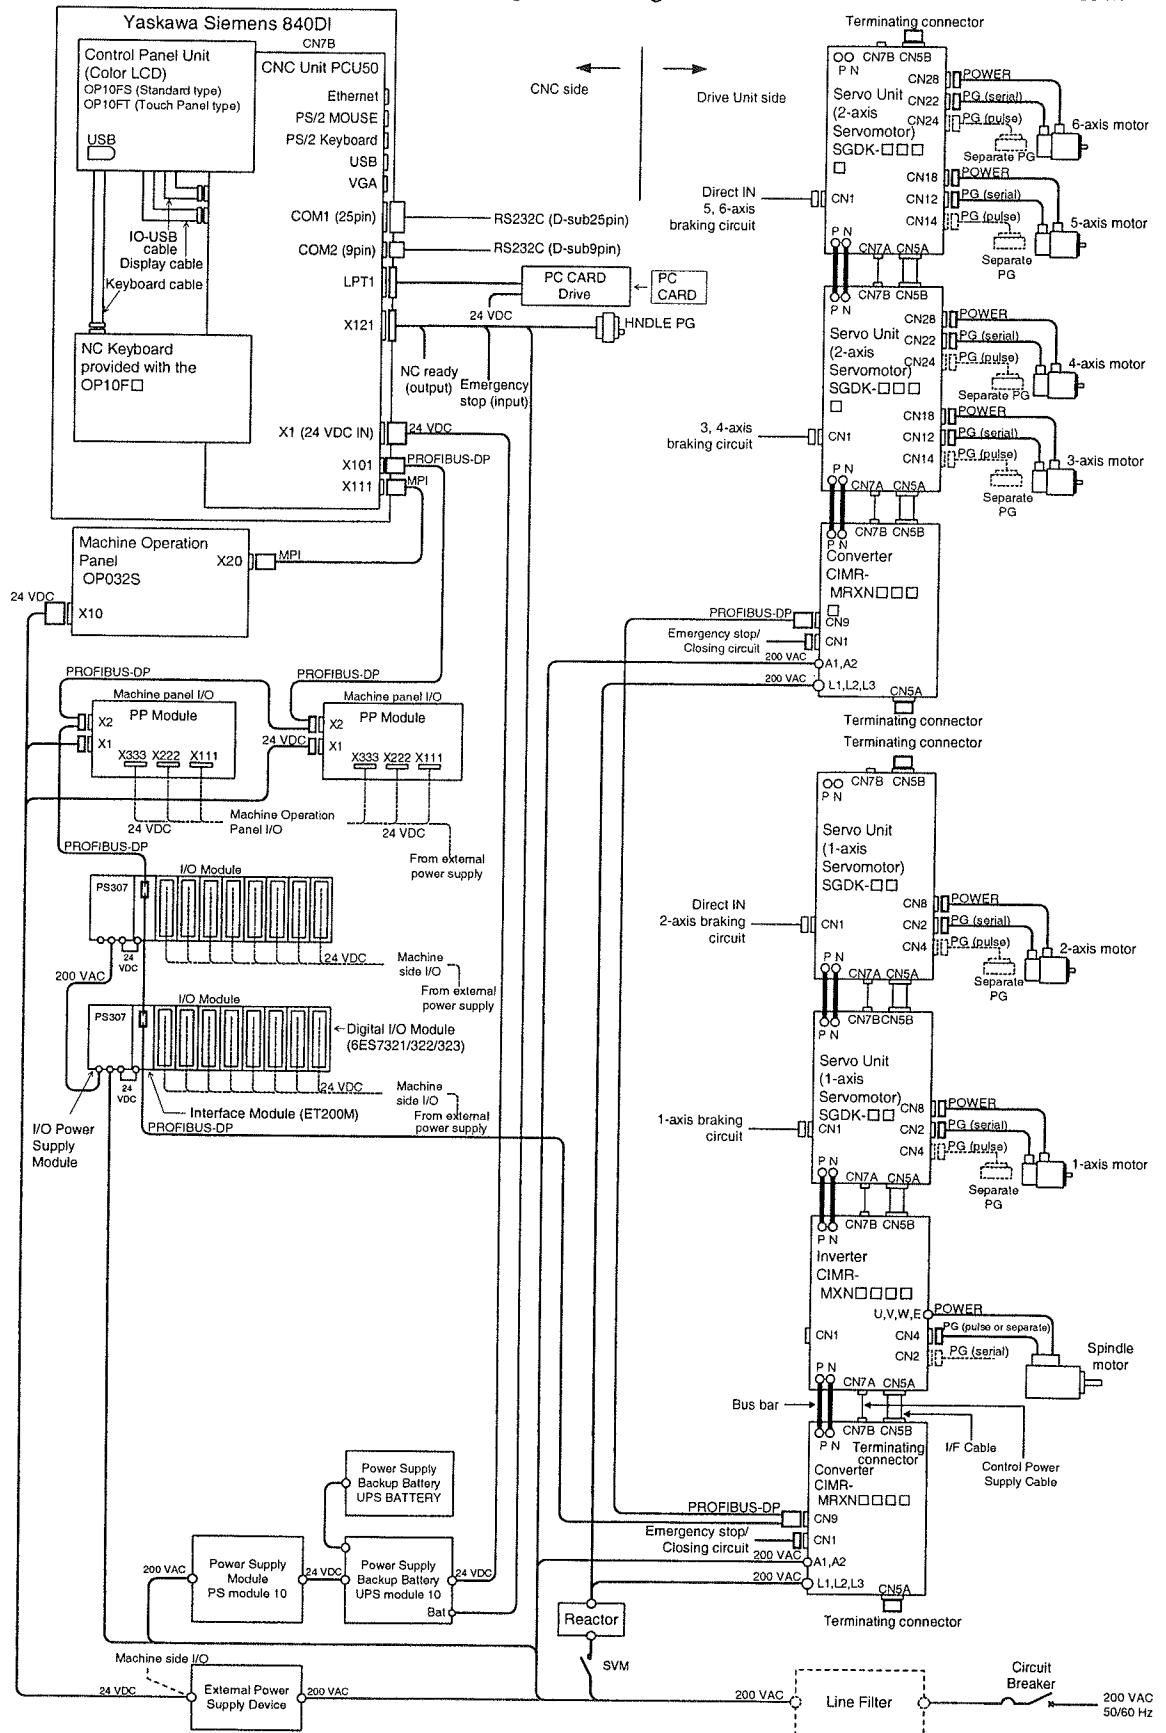 Yaskawa Siemens 840DI
CN7B
Control Panel Unit
(Color LCD)
OP10FS (Standard type)
OP10FT (Touch Panel type)
USB
CNC Unit PCU50
Ethernet
PS/2 MOUSE
PS/2 Keyboard
USB
VGA
COM1 (25pin)
COM2 (9pin)
LPT1
X121
IO-USB
cable
Display cable
Keyboard cable
NC Keyboard
provided with the
OP10F□
X1 (24 VDC IN)
X101
X111
RS232C (D-sub25pin)
RS232C (D-sub9pin)
PC CARD
Drive
PC
CARD
24 VDC
HNDLE PG
NC ready
(output)
Emergency
stop (input)
24 VDC
PROFIBUS-DP
MPI
CNC side
Drive Unit side
Machine Operation
Panel
OP032S
X20
MPI
24 VDC
X10
PROFIBUS-DP
PROFIBUS-DP
Machine panel I/O
PP Module
X2
X1
X333 X222 X111
Machine panel I/O
PP Module
X2
24 VDC
X1
X333 X222 X111
24 VDC
Machine Operation
Panel I/O
24 VDC
From external
power supply
PROFIBUS-DP
I/O Module
PS307
24
VDC
24 VDC
Machine
side I/O
From external
power supply
200 VAC
I/O Module
PS307
Digital I/O Module
(6ES7321/322/323)
24
VDC
24 VDC
Machine
side I/O
From external
power supply
Interface Module (ET200M)
PROFIBUS-DP
I/O Power
Supply
Module
Power Supply
Backup Battery
UPS BATTERY
200 VAC
Power Supply
Module
PS module 10
24 VDC
Power Supply
Backup Battery
UPS module 10
24 VDC
Bat
Machine side I/O
24 VDC
External Power
Supply Device
200 VAC
Reactor
SVM
200 VAC
Line Filter
Circuit
Breaker
200 VAC
50/60 Hz
Terminating connector
CN7B CN5B
P N
Servo Unit
(2-axis
Servomotor)
SGDK-□□□
□
CN28
POWER
CN22
PG (serial)
CN24
PG (pulse)
Separate PG
6-axis motor
CN18
POWER
CN12
PG (serial)
CN14
PG (pulse)
Separate
PG
5-axis motor
Direct IN
5, 6-axis
braking circuit
CN1
P N
CN7A CN5A
P N
CN7B CN5B
Servo Unit
(2-axis
Servomotor)
SGDK-□□□
□
CN28
POWER
CN22
PG (serial)
CN24
PG (pulse)
Separate
PG
4-axis motor
CN18
POWER
CN12
PG (serial)
CN14
PG (pulse)
Separate
PG
3-axis motor
3, 4-axis
braking circuit
CN1
P N
CN7A CN5A
P N
CN7B CN5B
Converter
CIMR-
MRXN□□□
□
PROFIBUS-DP
CN9
Emergency stop/
Closing circuit
CN1
200 VAC
A1,A2
200 VAC
L1,L2,L3
CN5A
Terminating connector
Terminating connector
CN7B CN5B
P N
Servo Unit
(1-axis
Servomotor)
SGDK-□□
CN8
POWER
CN2
PG (serial)
CN4
PG (pulse)
Separate
PG
2-axis motor
Direct IN
2-axis braking
circuit
CN1
P N
CN7A CN5A
P N
CN7B CN5B
Servo Unit
(1-axis
Servomotor)
SGDK-□□
CN8
POWER
CN2
PG (serial)
CN4
PG (pulse)
Separate
PG
1-axis motor
1-axis braking
circuit
CN1
P N
CN7A CN5A
CN7B CN5B
P N
Inverter
CIMR-
MXN□□□□
U,V,W,E
POWER
CN1
CN4
PG (pulse or separate)
CN2
PG (serial)
Spindle
motor
P N
CN7A CN5A
Bus bar
CN7B CN5B
P N
I/F Cable
Control Power
Supply Cable
Terminating
connector
Converter
CIMR-
MRXN□□□□
PROFIBUS-DP
CN9
Emergency stop/
Closing circuit
CN1
200 VAC
A1,A2
200 VAC
L1,L2,L3
CN5A
Terminating connector